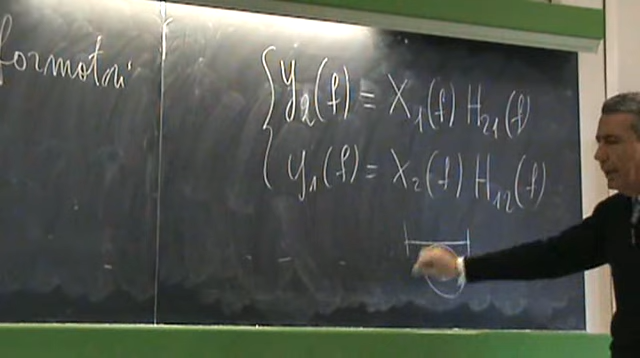 formatori
Y₂(f) = X₁(f) H₂₁(f)
Y₁(f) = X₂(f) H₁₂(f)